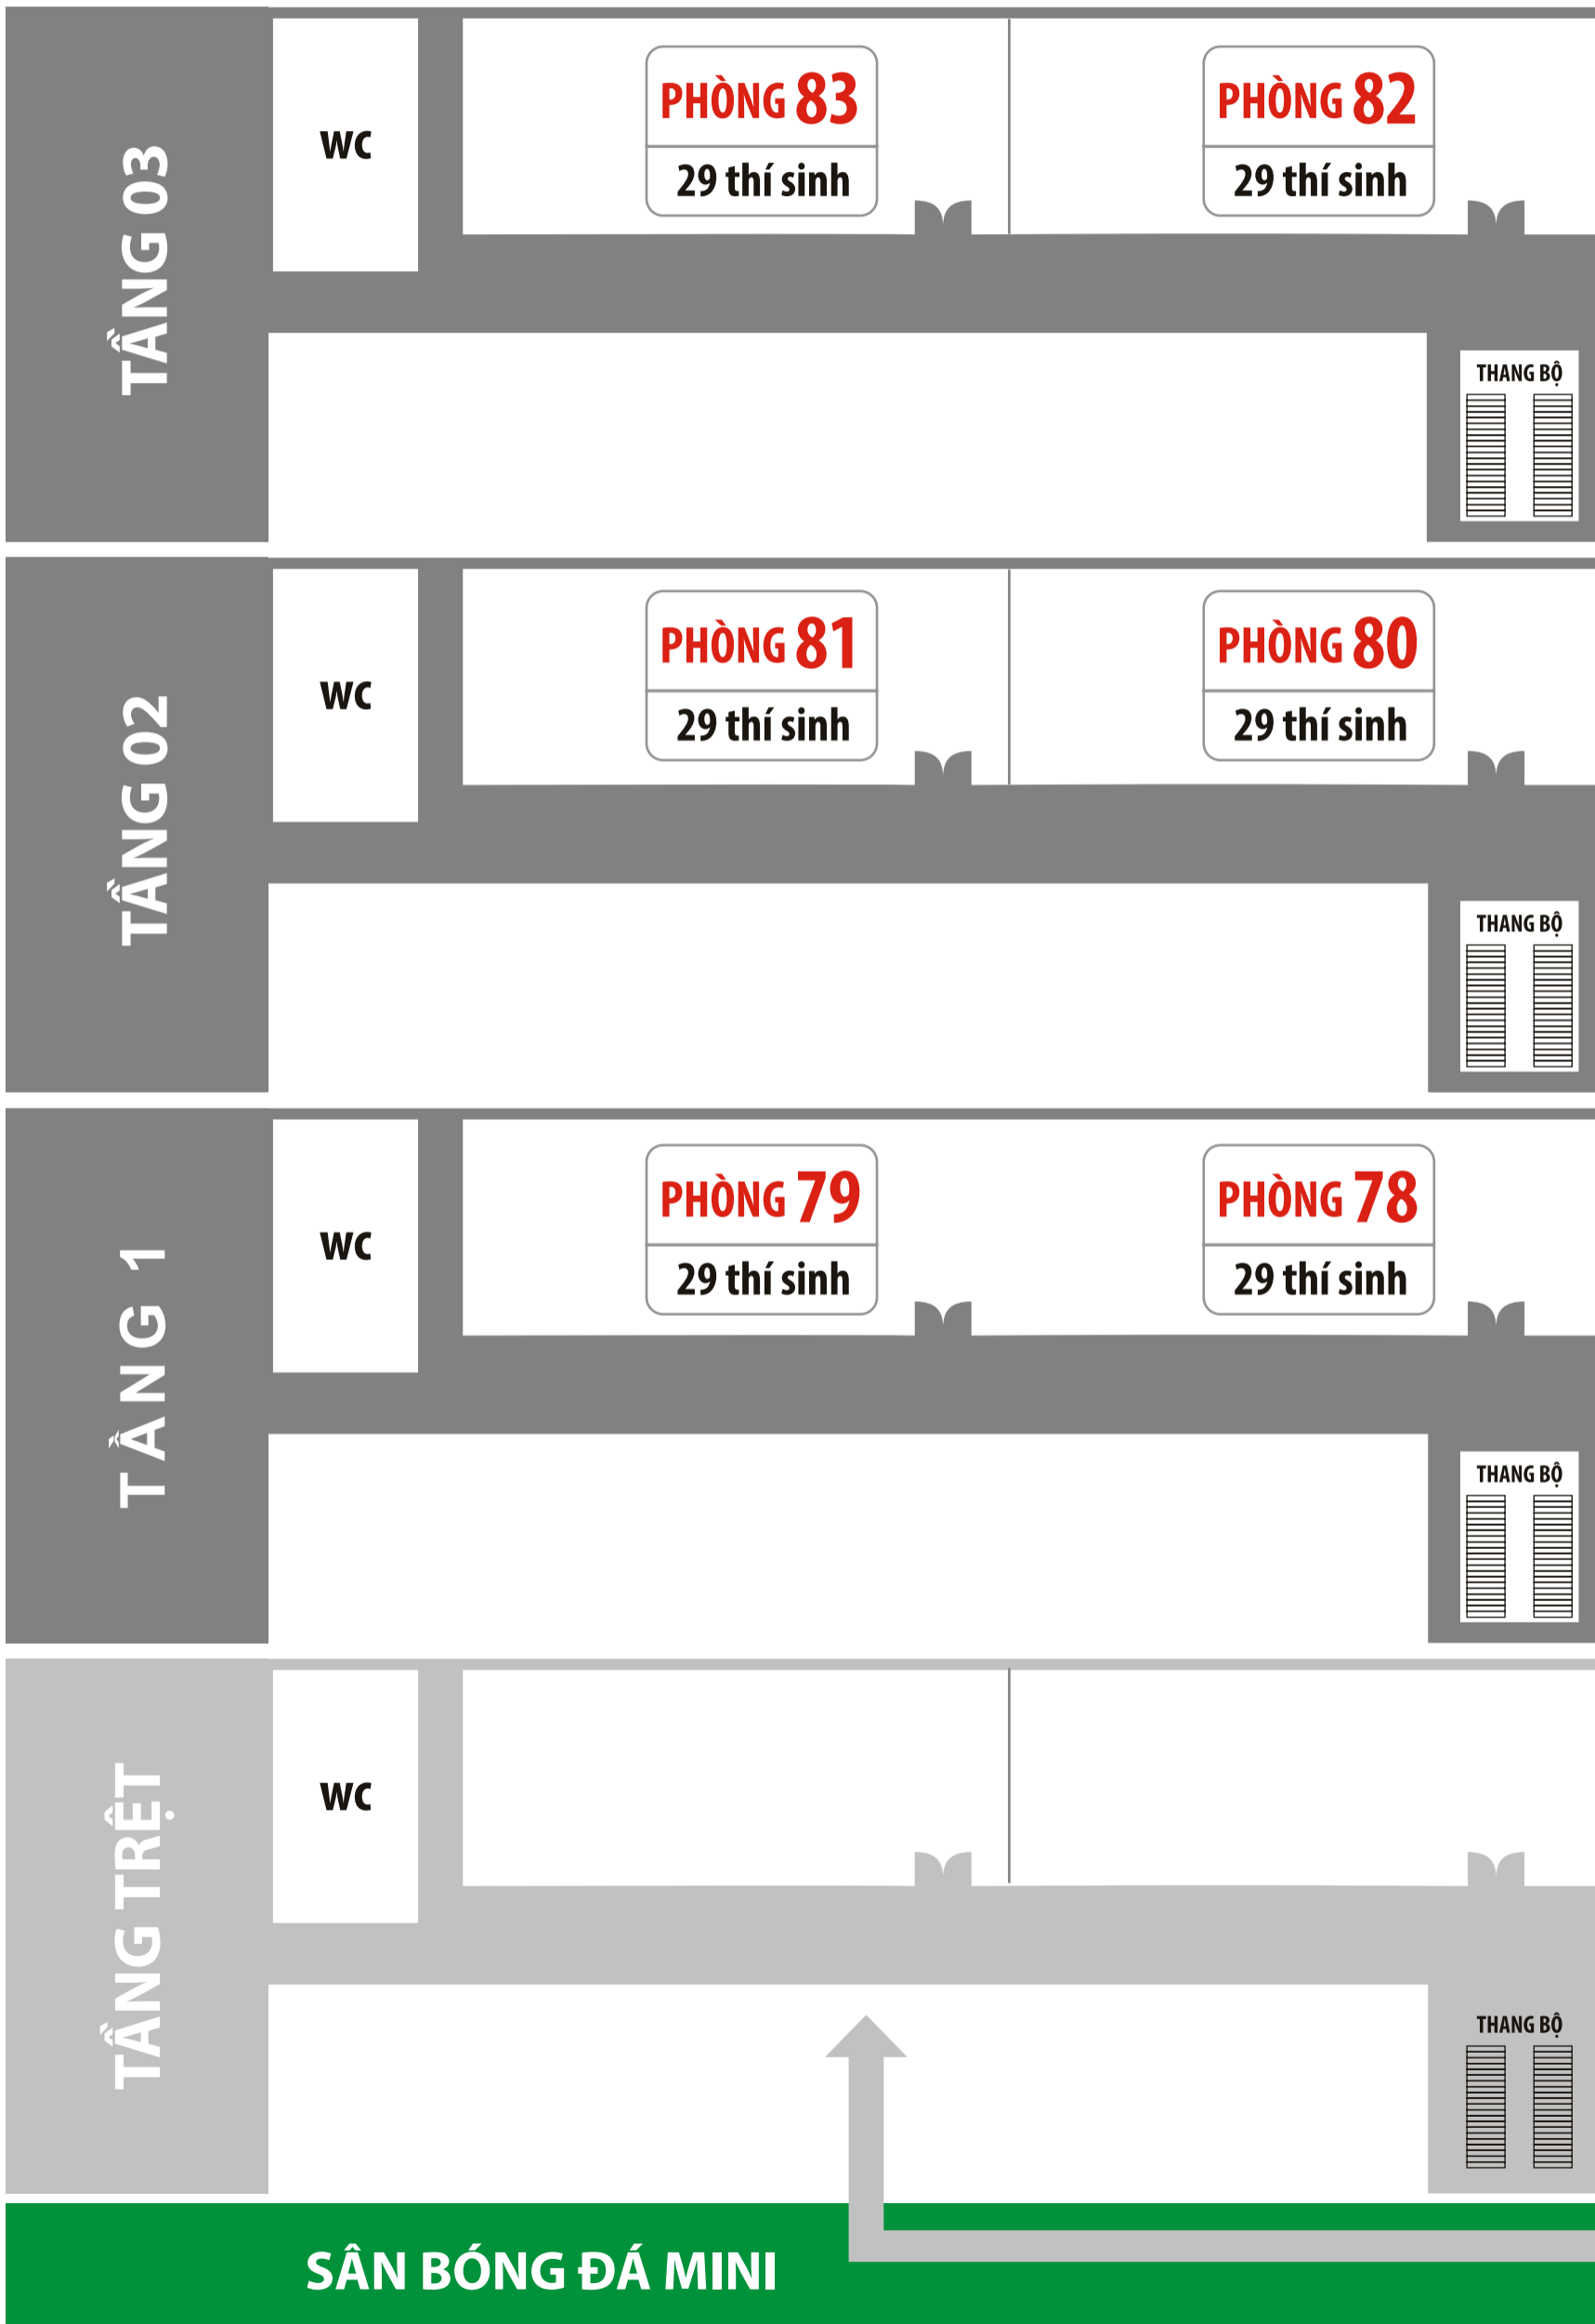 TẦNG 03
WC
PHÒNG 83
29 thí sinh
PHÒNG 82
29 thí sinh
THANG BỘ
TẦNG 02
WC
PHÒNG 81
29 thí sinh
PHÒNG 80
29 thí sinh
THANG BỘ
TẦNG 1
WC
PHÒNG 79
29 thí sinh
PHÒNG 78
29 thí sinh
THANG BỘ
TẦNG TRỆT
WC
THANG BỘ
SÂN BÓNG ĐÁ MINI